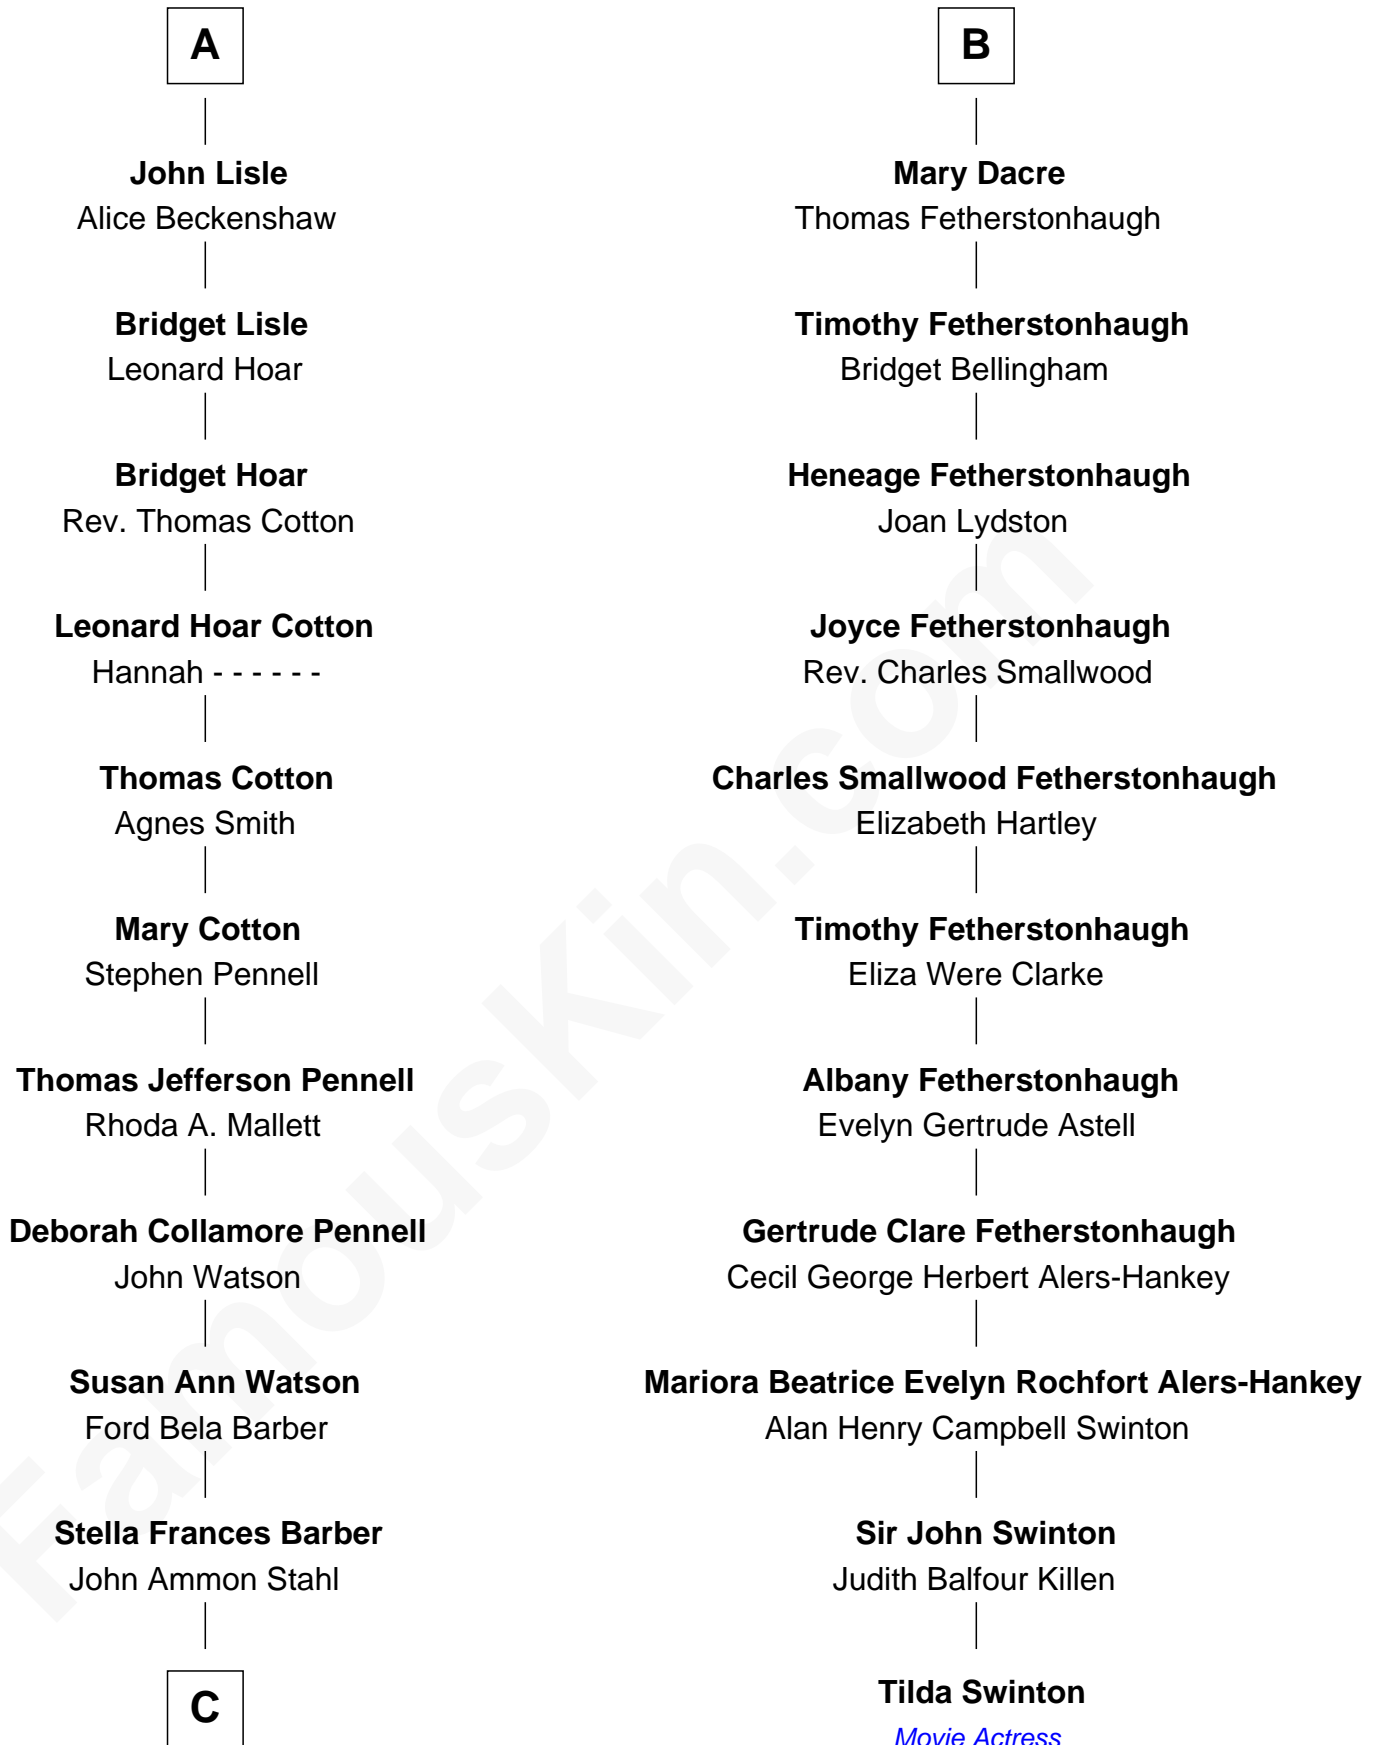 A
John Lisle
Alice Beckenshaw
Bridget Lisle
Leonard Hoar
Bridget Hoar
Rev. Thomas Cotton
Leonard Hoar Cotton
Hannah - - - - - -
Thomas Cotton
Agnes Smith
Mary Cotton
Stephen Pennell
Thomas Jefferson Pennell
Rhoda A. Mallett
Deborah Collamore Pennell
John Watson
Susan Ann Watson
Ford Bela Barber
Stella Frances Barber
John Ammon Stahl
C
B
Mary Dacre
Thomas Fetherstonhaugh
Timothy Fetherstonhaugh
Bridget Bellingham
Heneage Fetherstonhaugh
Joan Lydston
Joyce Fetherstonhaugh
Rev. Charles Smallwood
Charles Smallwood Fetherstonhaugh
Elizabeth Hartley
Timothy Fetherstonhaugh
Eliza Were Clarke
Albany Fetherstonhaugh
Evelyn Gertrude Astell
Gertrude Clare Fetherstonhaugh
Cecil George Herbert Alers-Hankey
Mariora Beatrice Evelyn Rochfort Alers-Hankey
Alan Henry Campbell Swinton
Sir John Swinton
Judith Balfour Killen
Tilda Swinton
Movie Actress
FamousKin.com